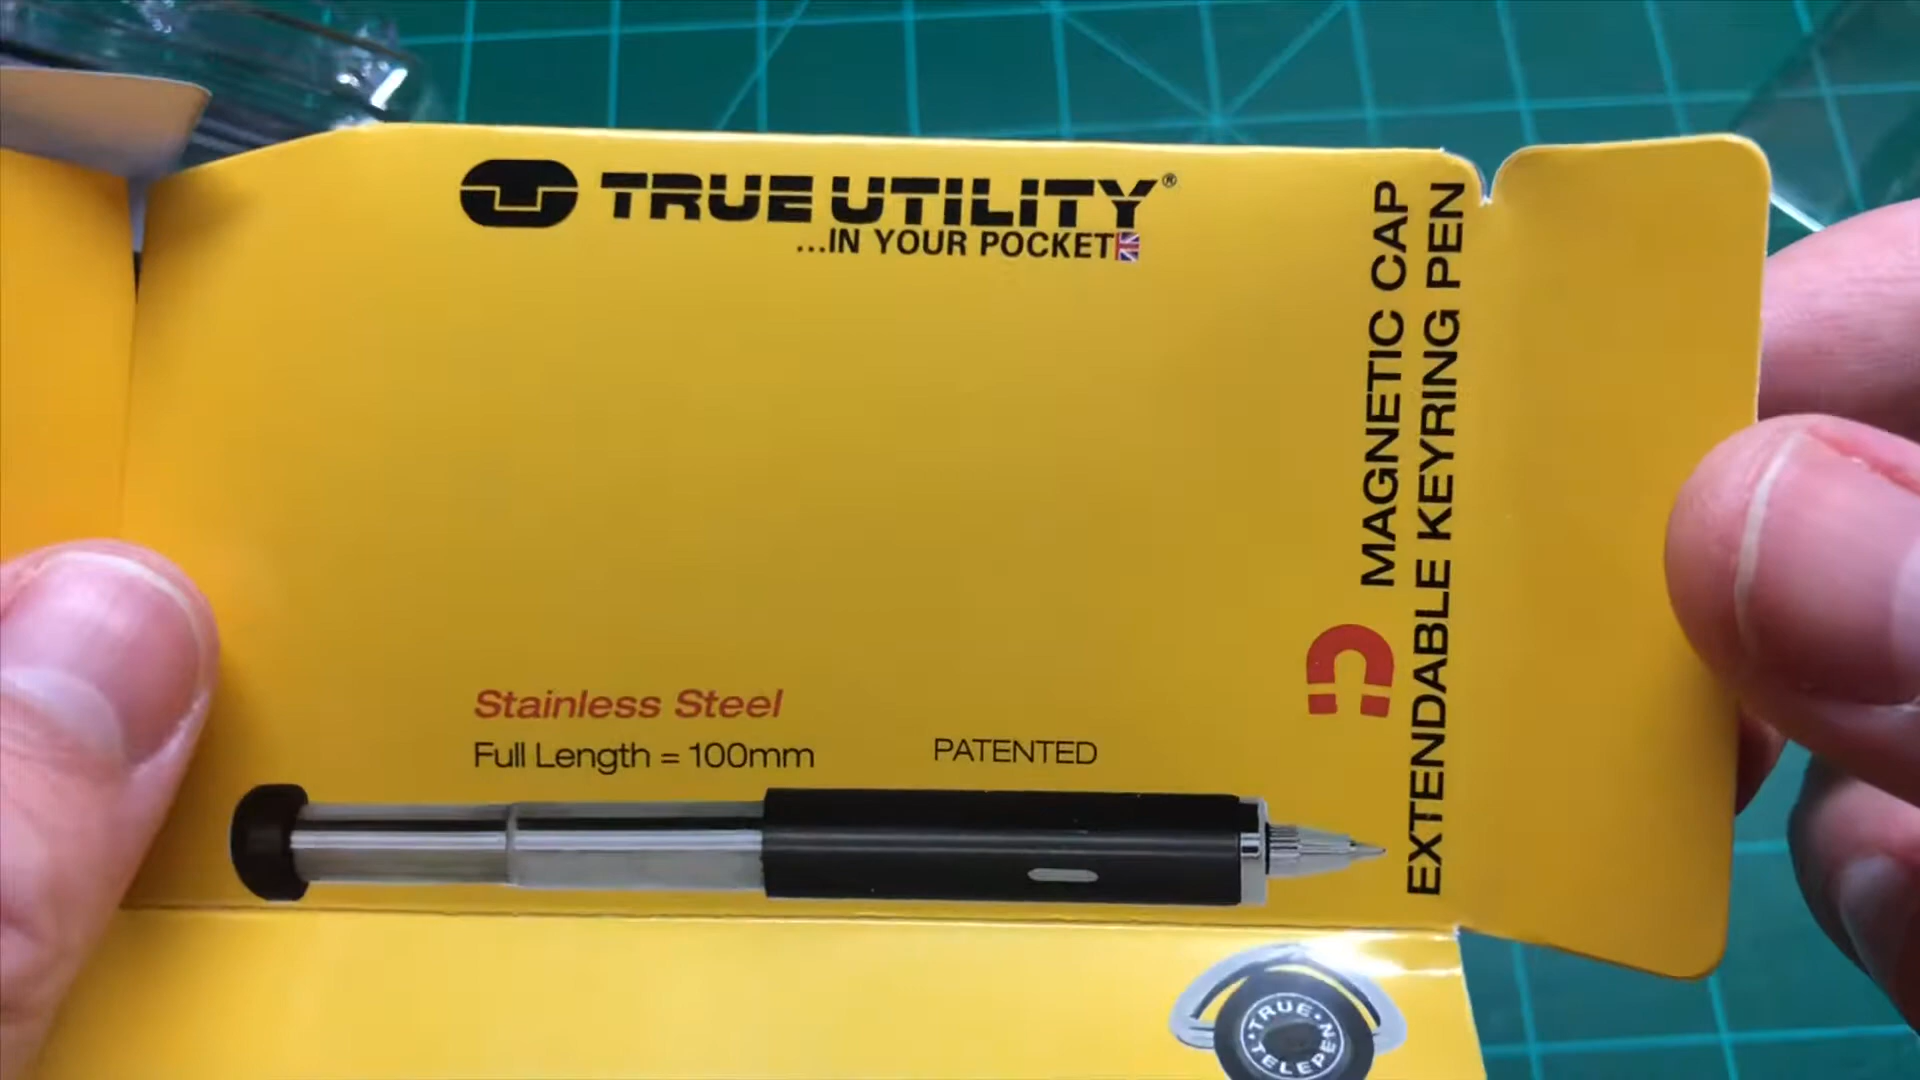 TRUE UTILITY®
...IN YOUR POCKET
MAGNETIC CAP
EXTENDABLE KEYRING PEN
Stainless Steel
Full Length = 100mm
PATENTED
•TRUE•
TELEPEN